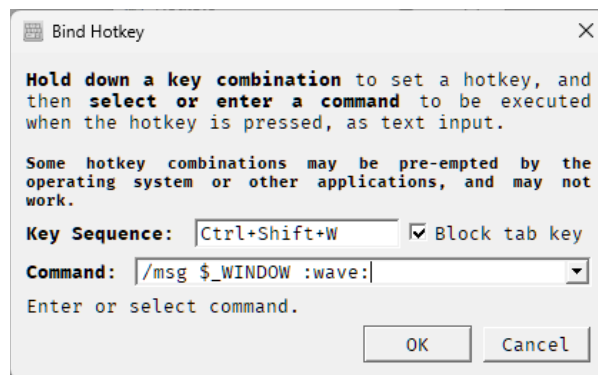 Bind Hotkey
Hold down a key combination to set a hotkey, and
then select or enter a command to be executed
when the hotkey is pressed, as text input.
Some hotkey combinations may be pre-empted by the
operating system or other applications, and may not
work.
Key Sequence: Ctrl+Shift+W Block tab key
Command: /msg $_WINDOW :wave:
Enter or select command.
OK Cancel